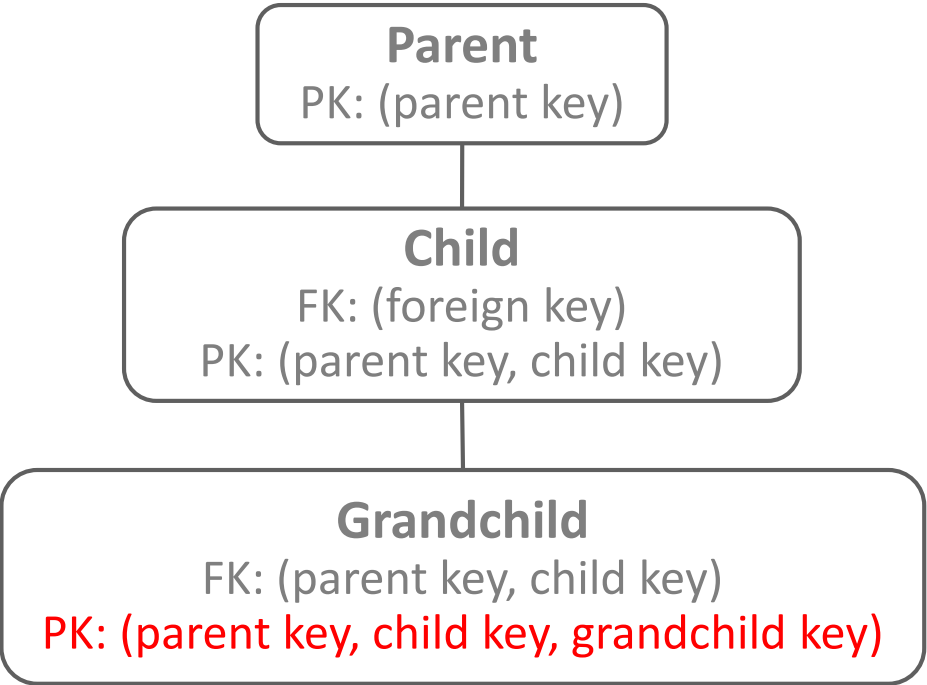 Parent
PK: (parent key)
Child
FK: (foreign key)
PK: (parent key, child key)
Grandchild
FK: (parent key, child key)
PK: (parent key, child key, grandchild key)